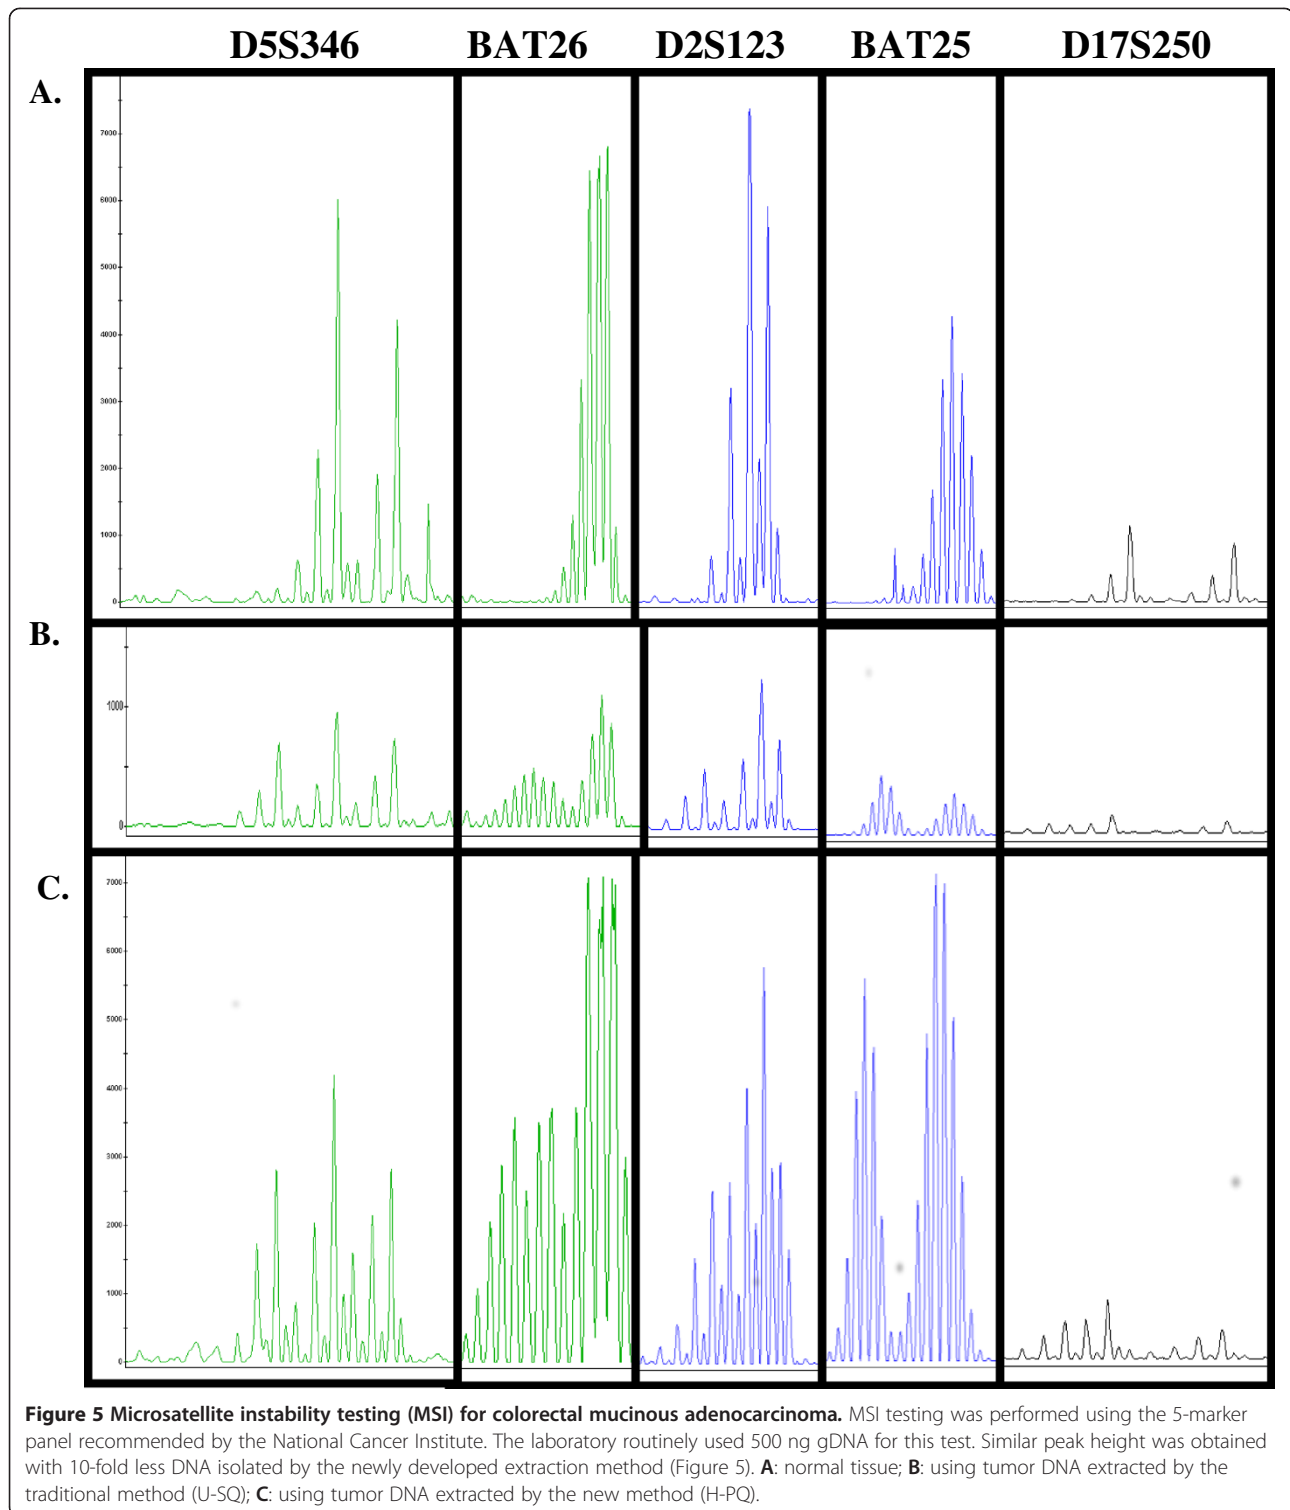 D5S346 BAT26 D2S123 BAT25 D17S250
A.
7000
6000
5000
4000
3000
2000
1000
0
B.
1000
0
C.
7000
6000
5000
4000
3000
2000
1000
0
Figure 5 Microsatellite instability testing (MSI) for colorectal mucinous adenocarcinoma. MSI testing was performed using the 5-marker
panel recommended by the National Cancer Institute. The laboratory routinely used 500 ng gDNA for this test. Similar peak height was obtained
with 10-fold less DNA isolated by the newly developed extraction method (Figure 5). A: normal tissue; B: using tumor DNA extracted by the
traditional method (U-SQ); C: using tumor DNA extracted by the new method (H-PQ).